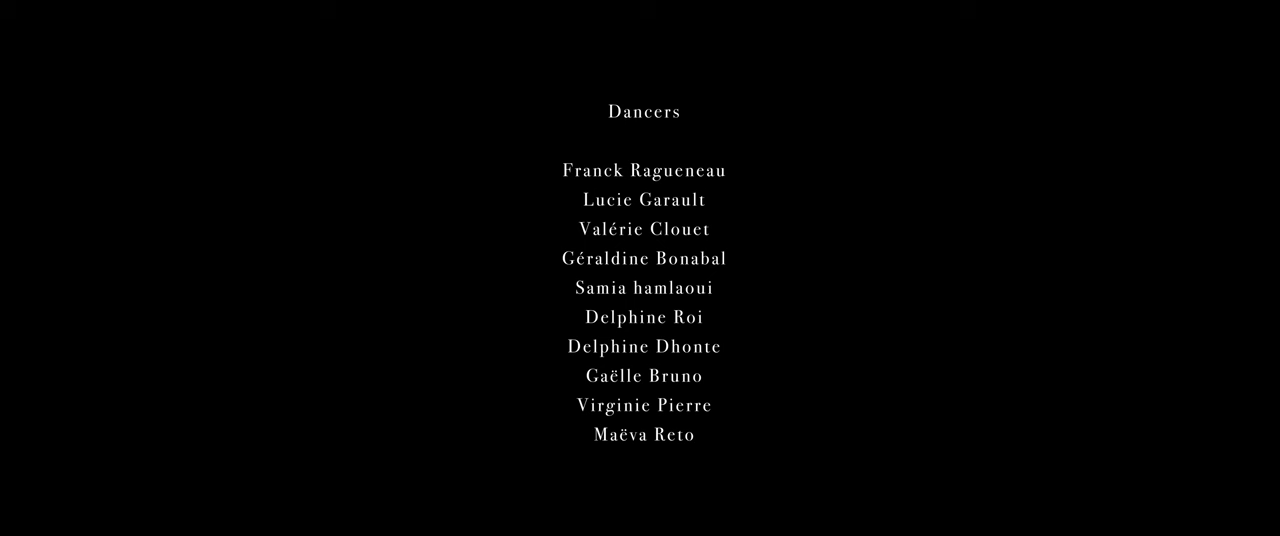 Dancers
Franck Ragueneau
Lucie Garault
Valérie Clouet
Géraldine Bonabal
Samia hamlaoui
Delphine Roi
Delphine Dhonte
Gaëlle Bruno
Virginie Pierre
Maëva Reto